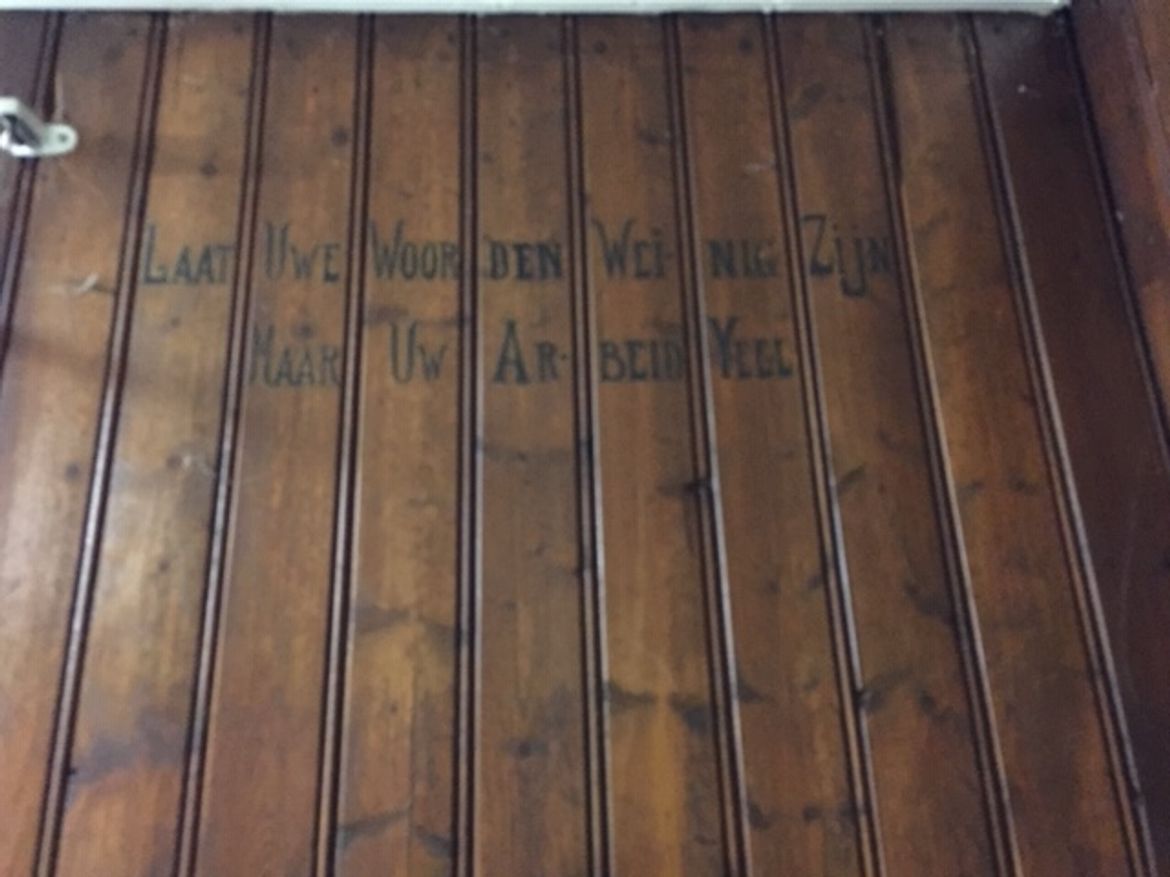 Laat Uwe Woorden Wei-nig Zijn
Maar Uw Ar-beid Veel